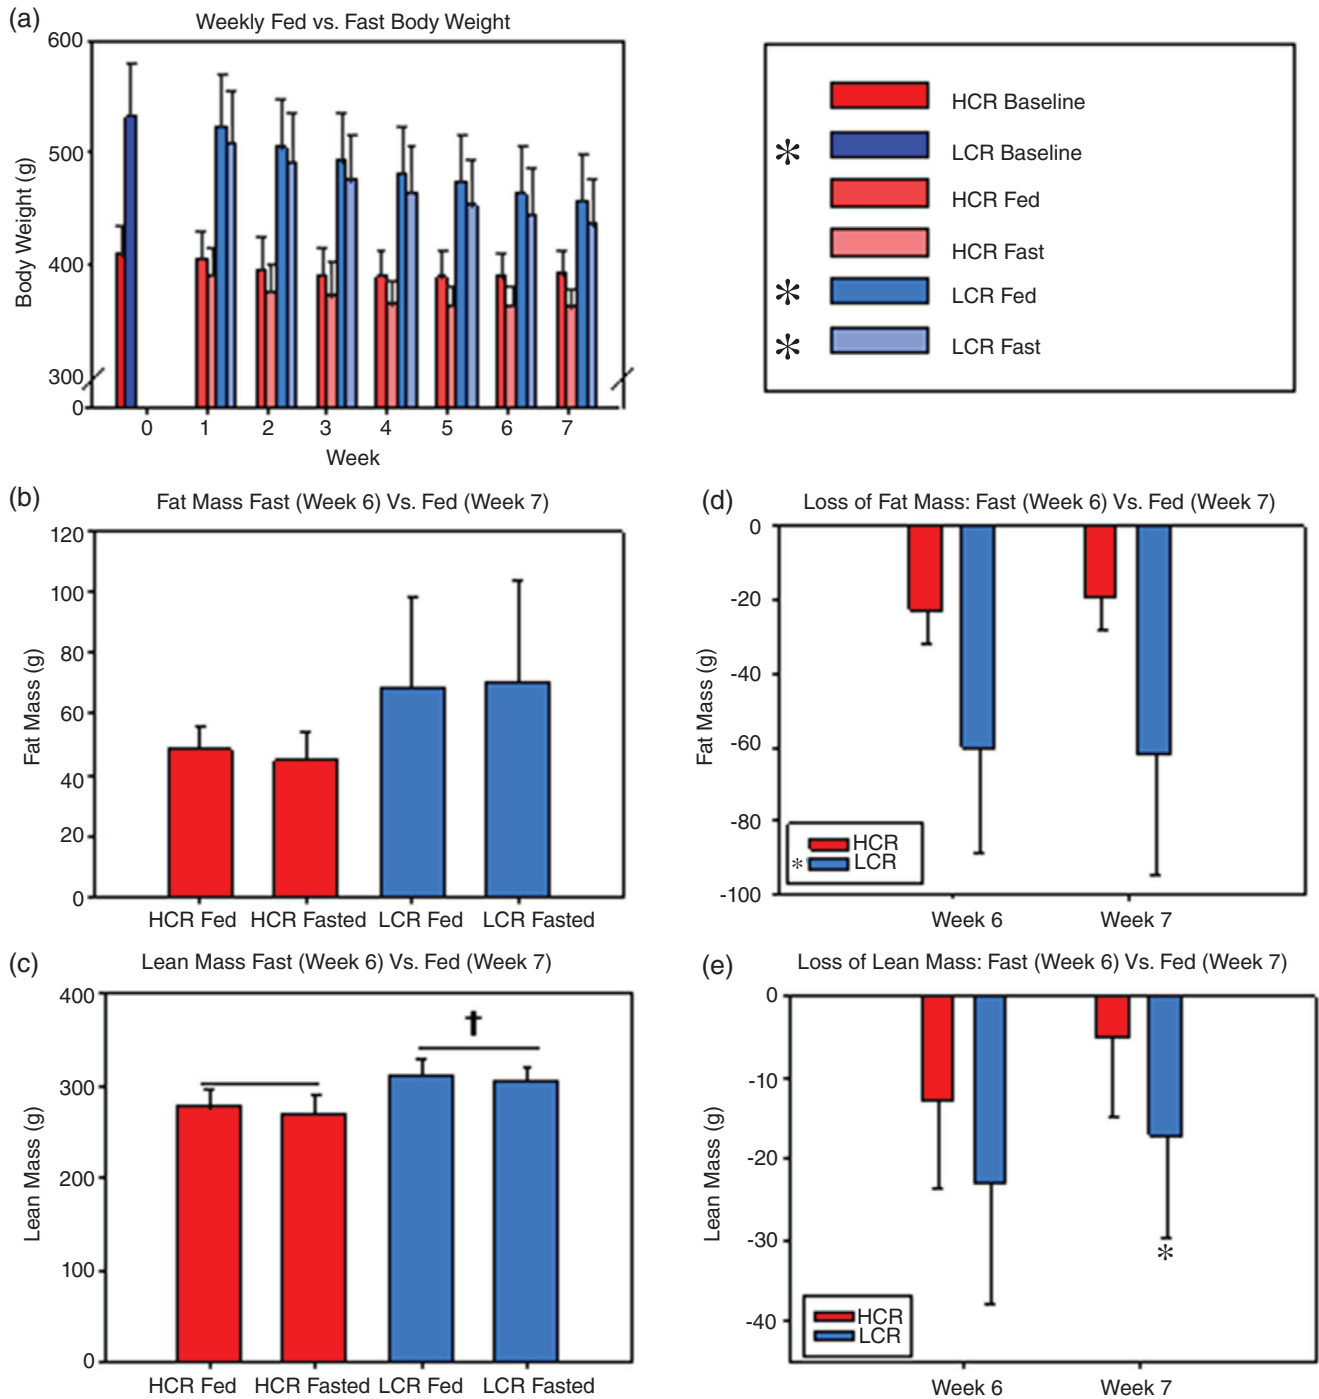 (a)
Weekly Fed vs. Fast Body Weight
600
500
400
300
0
Body Weight (g)
0 1 2 3 4 5 6 7
Week
HCR Baseline
* LCR Baseline
HCR Fed
HCR Fast
* LCR Fed
* LCR Fast
(b)
Fat Mass Fast (Week 6) Vs. Fed (Week 7)
120
100
80
60
40
20
0
Fat Mass (g)
HCR Fed HCR Fasted LCR Fed LCR Fasted
(d)
Loss of Fat Mass: Fast (Week 6) Vs. Fed (Week 7)
0
-20
-40
-60
-80
-100
Fat Mass (g)
HCR
* LCR
Week 6 Week 7
(c)
Lean Mass Fast (Week 6) Vs. Fed (Week 7)
400
300
200
100
0
Lean Mass (g)
†
HCR Fed HCR Fasted LCR Fed LCR Fasted
(e)
Loss of Lean Mass: Fast (Week 6) Vs. Fed (Week 7)
0
-10
-20
-30
-40
Lean Mass (g)
*
HCR
LCR
Week 6 Week 7